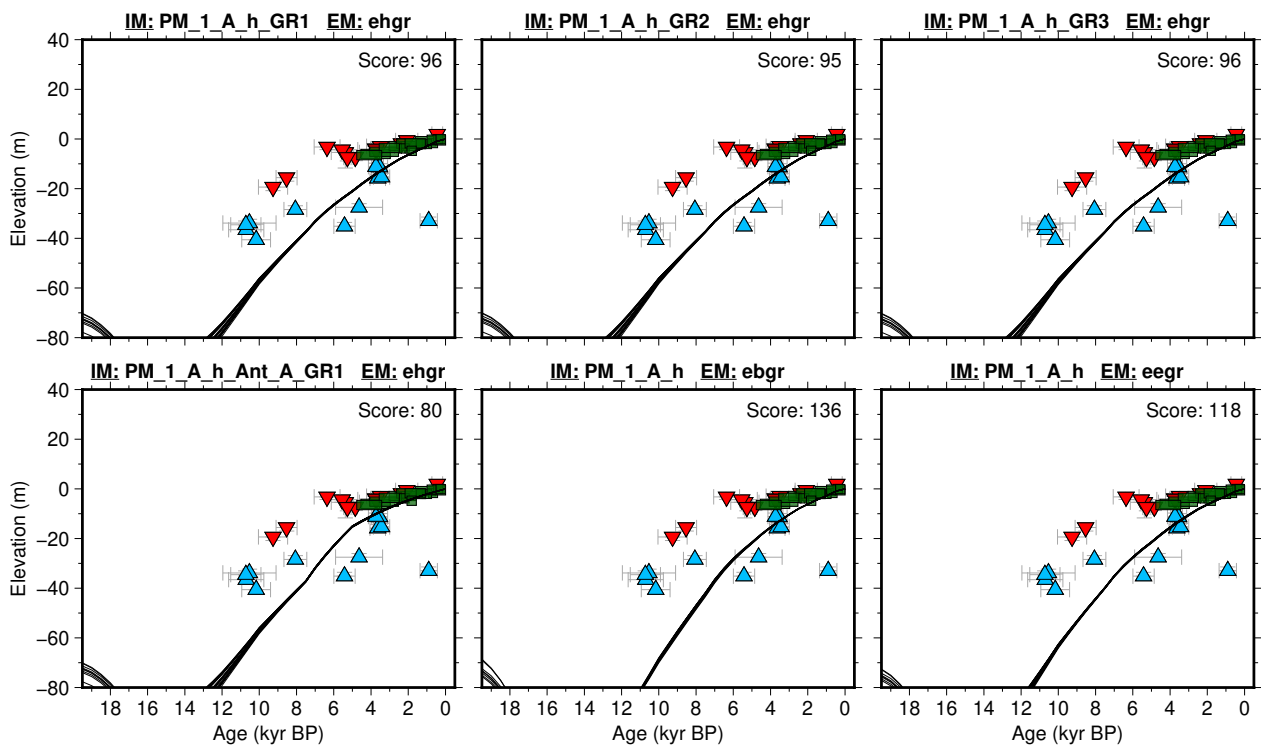 IM: PM_1_A_h_GR1 EM: ehgr
IM: PM_1_A_h_GR2 EM: ehgr
IM: PM_1_A_h_GR3 EM: ehgr
Score: 96
Score: 95
Score: 96
40
20
0
−20
−40
−60
−80
Elevation (m)
IM: PM_1_A_h_Ant_A_GR1 EM: ehgr
IM: PM_1_A_h EM: ebgr
IM: PM_1_A_h EM: eegr
Score: 80
Score: 136
Score: 118
40
20
0
−20
−40
−60
−80
Elevation (m)
18 16 14 12 10 8 6 4 2 0
18 16 14 12 10 8 6 4 2 0
18 16 14 12 10 8 6 4 2 0
Age (kyr BP)
Age (kyr BP)
Age (kyr BP)